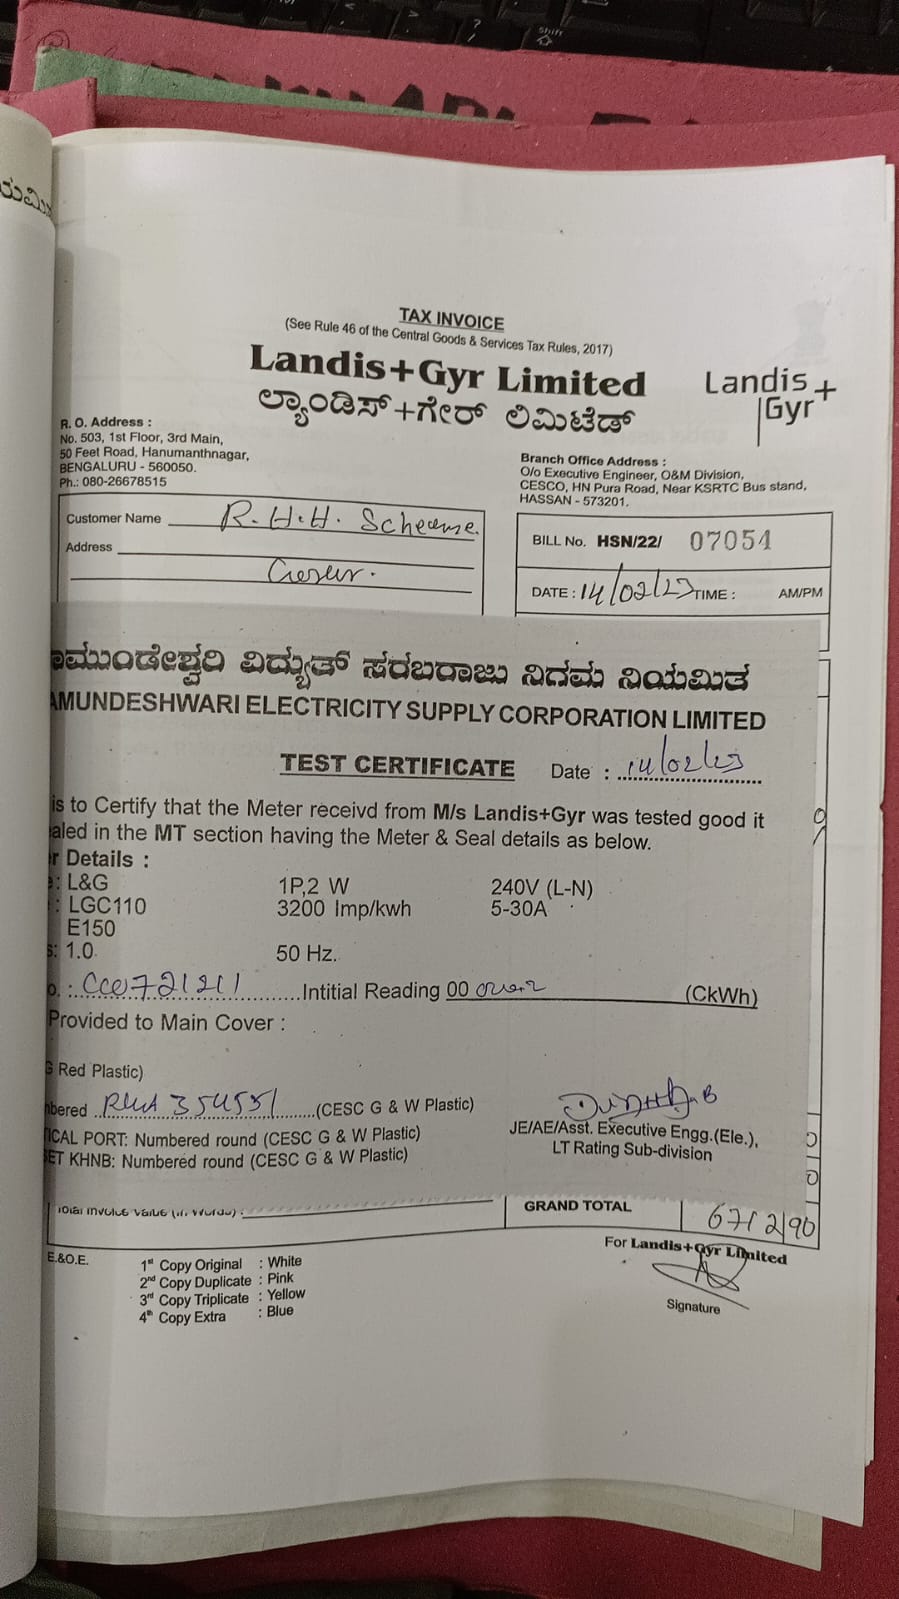 TAX INVOICE
(See Rule 46 of the Central Goods & Services Tax Rules, 2017)
Landis+Gyr Limited
ಲ್ಯಾಂಡಿಸ್+ಗೇರ್ ಲಿಮಿಟೆಡ್
Landis+
Gyr
R. O. Address :
No. 503, 1st Floor, 3rd Main,
50 Feet Road, Hanumanthnagar,
BENGALURU - 560050.
Ph.: 080-26678515
Branch Office Address :
O/o Executive Engineer, O&M Division,
CESCO, HN Pura Road, Near KSRTC Bus stand,
HASSAN - 573201.
Customer Name R.H.H. Scheame.
Address
BILL No. HSN/22/ 07054
DATE : 14/02/23 TIME : AM/PM
ಾಮುಂಡೇಶ್ವರಿ ವಿದ್ಯುತ್ ಸರಬರಾಜು ನಿಗಮ ನಿಯಮಿತ
AMUNDESHWARI ELECTRICITY SUPPLY CORPORATION LIMITED
TEST CERTIFICATE Date : 14/02/23
is to Certify that the Meter receivd from M/s Landis+Gyr was tested good it
aled in the MT section having the Meter & Seal details as below.
r Details :
: L&G 1P,2 W 240V (L-N)
: LGC110 3200 Imp/kwh 5-30A
E150
: 1.0 50 Hz.
o. : Intitial Reading 00 (CkWh)
Provided to Main Cover :
G Red Plastic)
nbered 354551 (CESC G & W Plastic)
ICAL PORT: Numbered round (CESC G & W Plastic)
ET KHNB: Numbered round (CESC G & W Plastic)
JE/AE/Asst. Executive Engg.(Ele.),
LT Rating Sub-division
Total Invoice Value (in Words) :
GRAND TOTAL 6712|90
E.&O.E.
1st Copy Original : White
2nd Copy Duplicate : Pink
3rd Copy Triplicate : Yellow
4th Copy Extra : Blue
For Landis+Gyr Limited
Signature